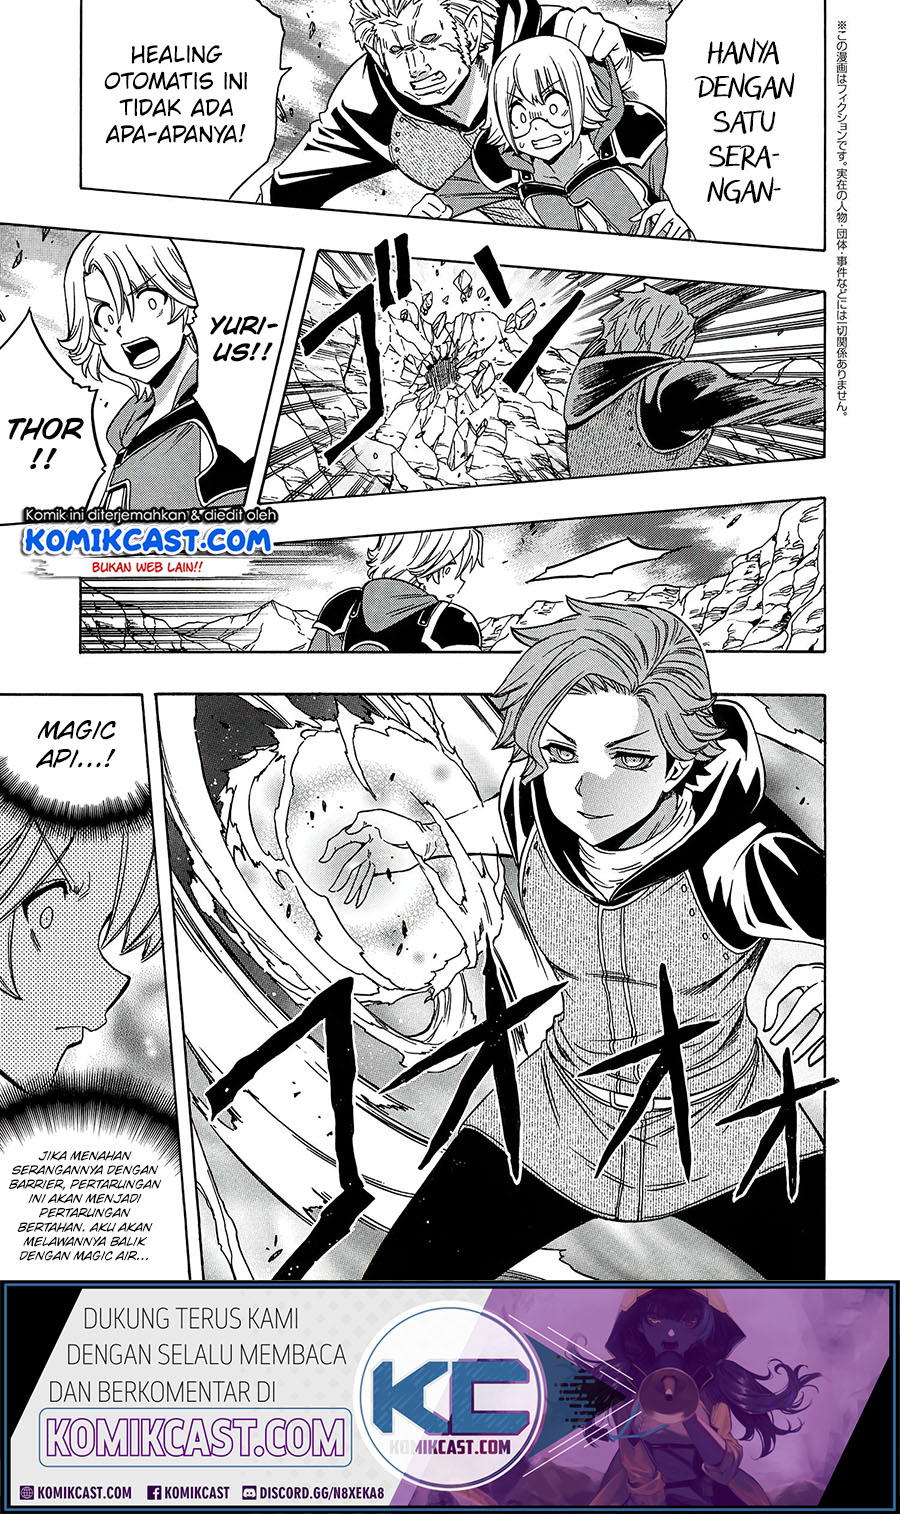 HANYA
DENGAN
SATU
SERA-
NGAN-
HEALING
OTOMATIS INI
TIDAK ADA
APA-APANYA!
※この漫画はフィクションです。実在の人物・団体・事件などには一切関係ありません。
YURI-
US!!
THOR
!!
ズン
Komik ini diterjemahkan & diedit oleh
KOMIKCAST.COM
BUKAN WEB LAIN!!
MAGIC
API...!
クオオオ
JIKA MENAHAN
SERANGANNYA DENGAN
BARRIER, PERTARUNGAN
INI AKAN MENJADI
PERTARUNGAN
BERTAHAN. AKU AKAN
MELAWANNYA BALIK
DENGAN MAGIC AIR...
DUKUNG TERUS KAMI
DENGAN SELALU MEMBACA
DAN BERKOMENTAR DI
KOMIKCAST.COM
KC
KOMIKCAST.COM
KOMIKCAST.COM KOMIKCAST DISCORD.GG/N8XEKA8